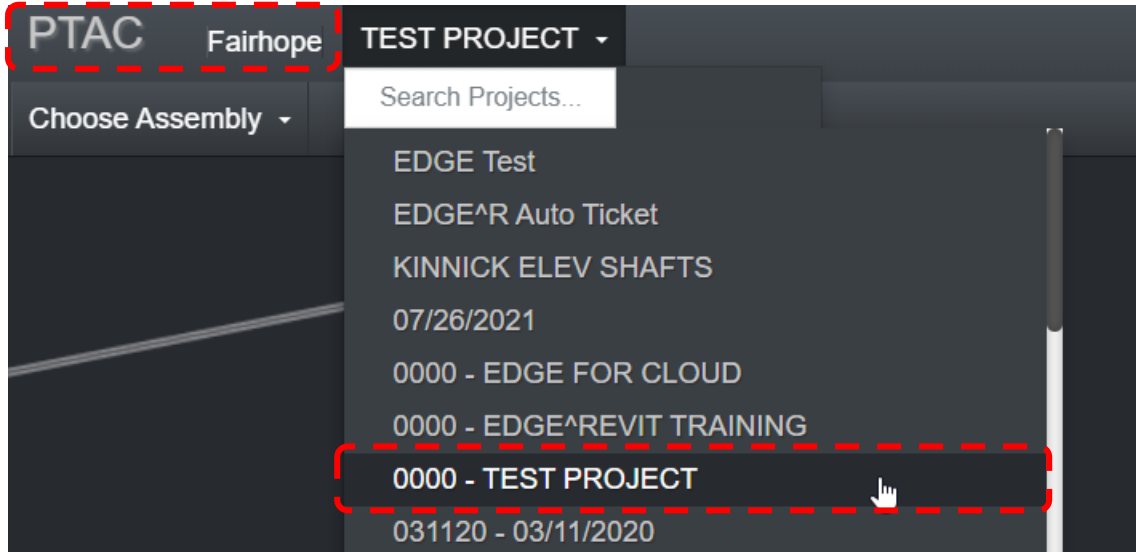 PTAC Fairhope TEST PROJECT
Search Projects...
Choose Assembly
EDGE Test
EDGE^R Auto Ticket
KINNICK ELEV SHAFTS
07/26/2021
0000 - EDGE FOR CLOUD
0000 - EDGE^REVIT TRAINING
0000 - TEST PROJECT
031120 - 03/11/2020